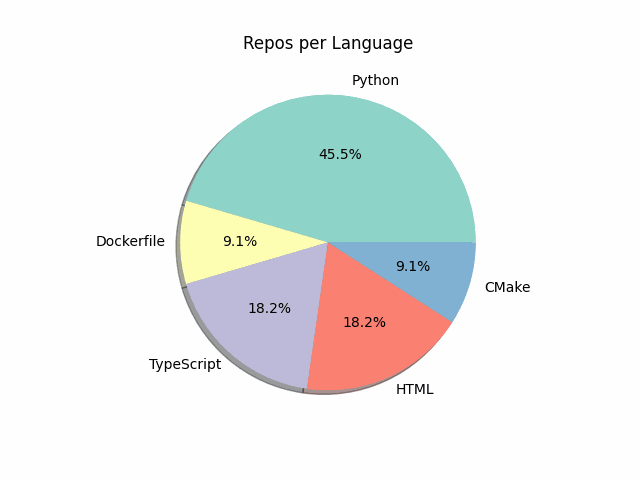 Repos per Language
Python
45.5%
Dockerfile
9.1%
9.1%
CMake
18.2%
18.2%
TypeScript
HTML